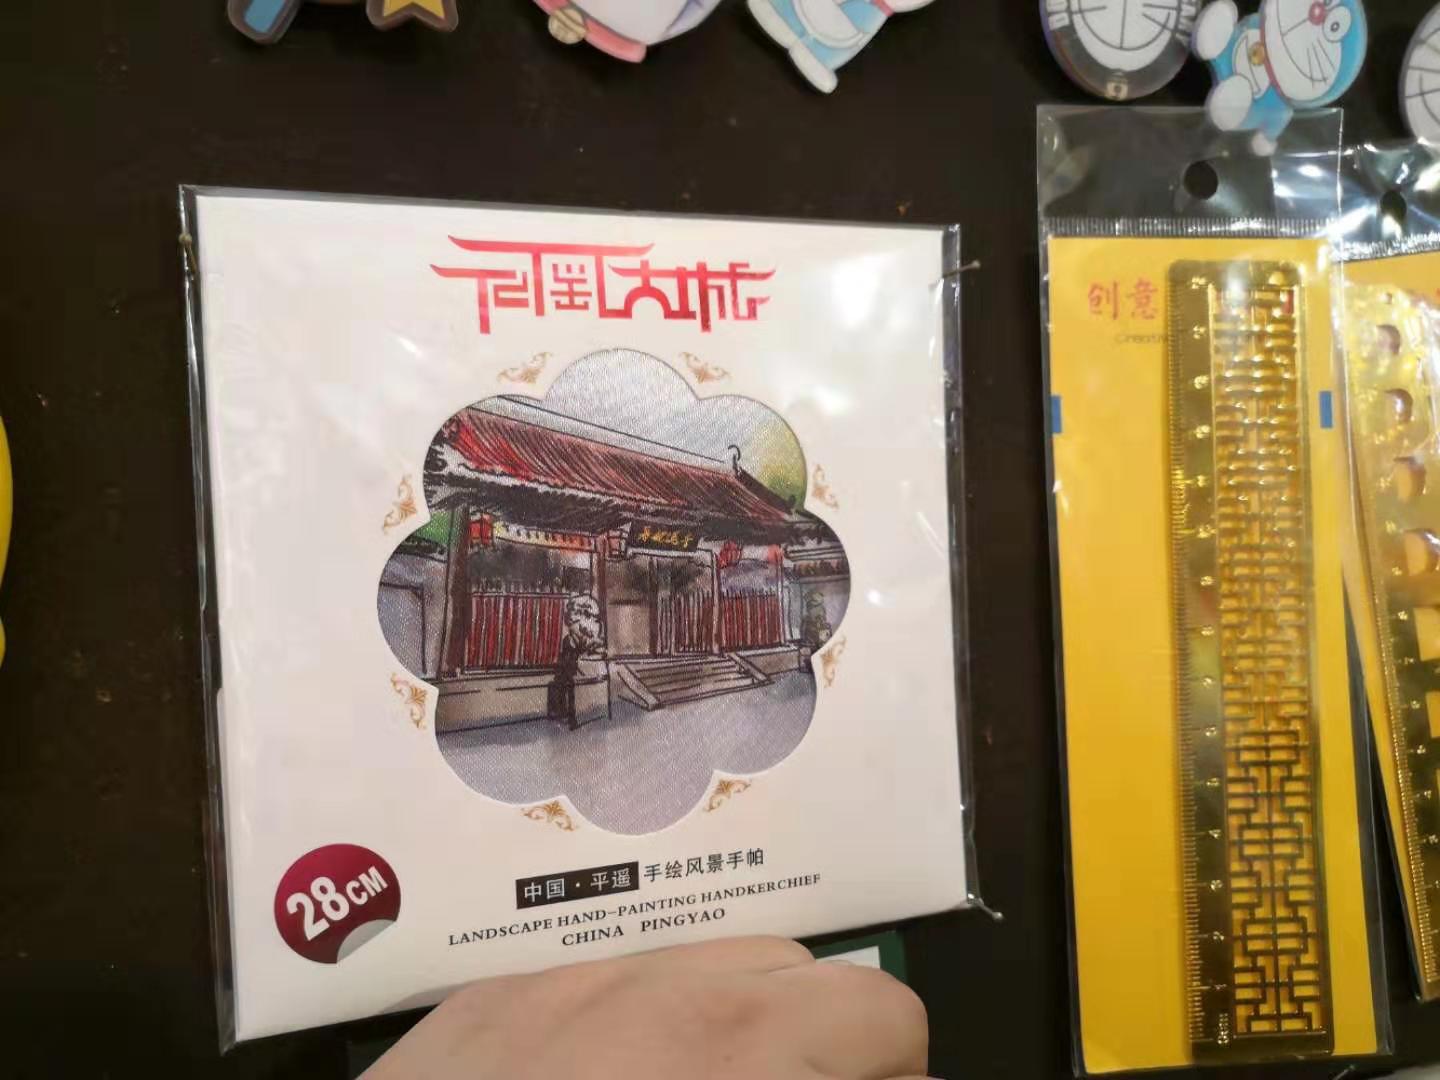 平遥古城
28CM
中国·平遥 手绘风景手帕
LANDSCAPE HAND-PAINTING HANDKERCHIEF
CHINA PINGYAO
创意